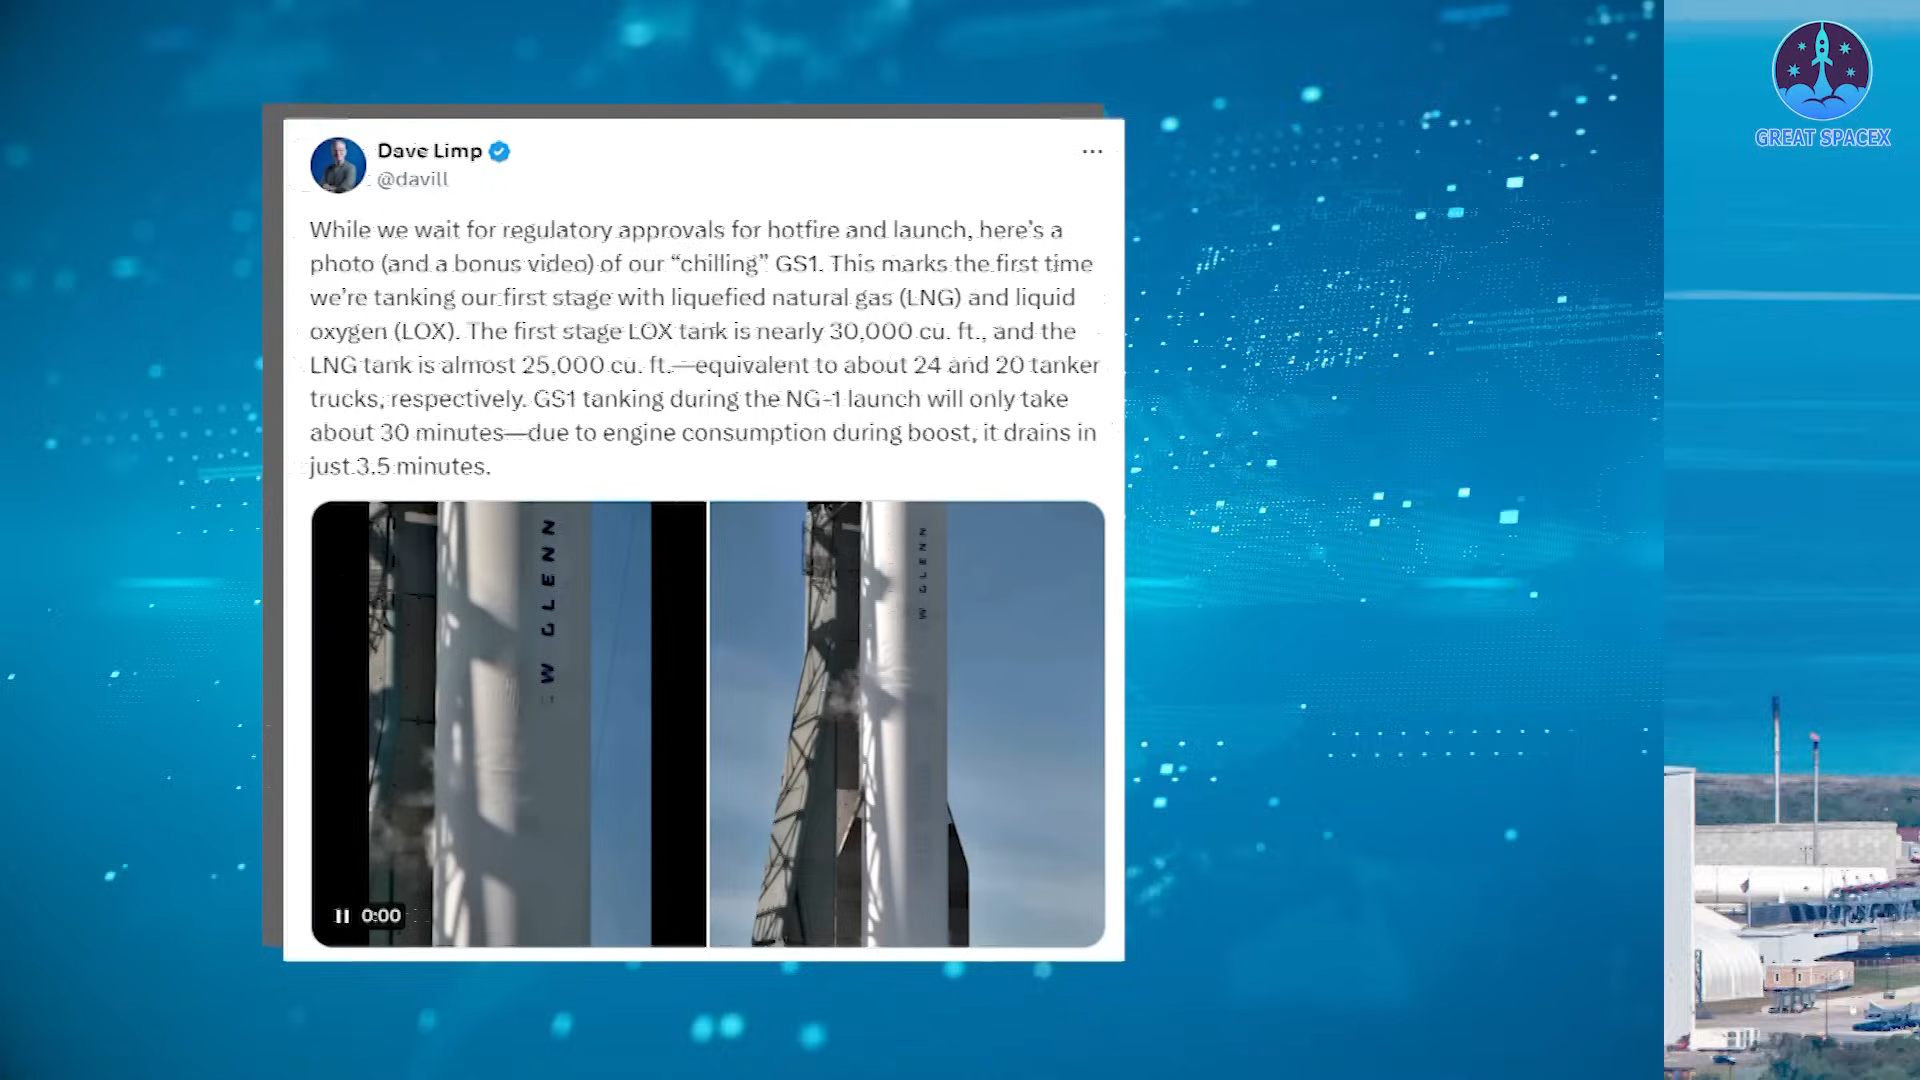 GREAT SPACEX
Dave Limp
@davill
While we wait for regulatory approvals for hotfire and launch, here's a
photo (and a bonus video) of our “chilling” GS1. This marks the first time
we're tanking our first stage with liquefied natural gas (LNG) and liquid
oxygen (LOX). The first stage LOX tank is nearly 30,000 cu. ft., and the
LNG tank is almost 25,000 cu. ft.—equivalent to about 24 and 20 tanker
trucks, respectively. GS1 tanking during the NG-1 launch will only take
about 30 minutes—due to engine consumption during boost, it drains in
just 3.5 minutes.
W GLENN
W GLENN
0:00